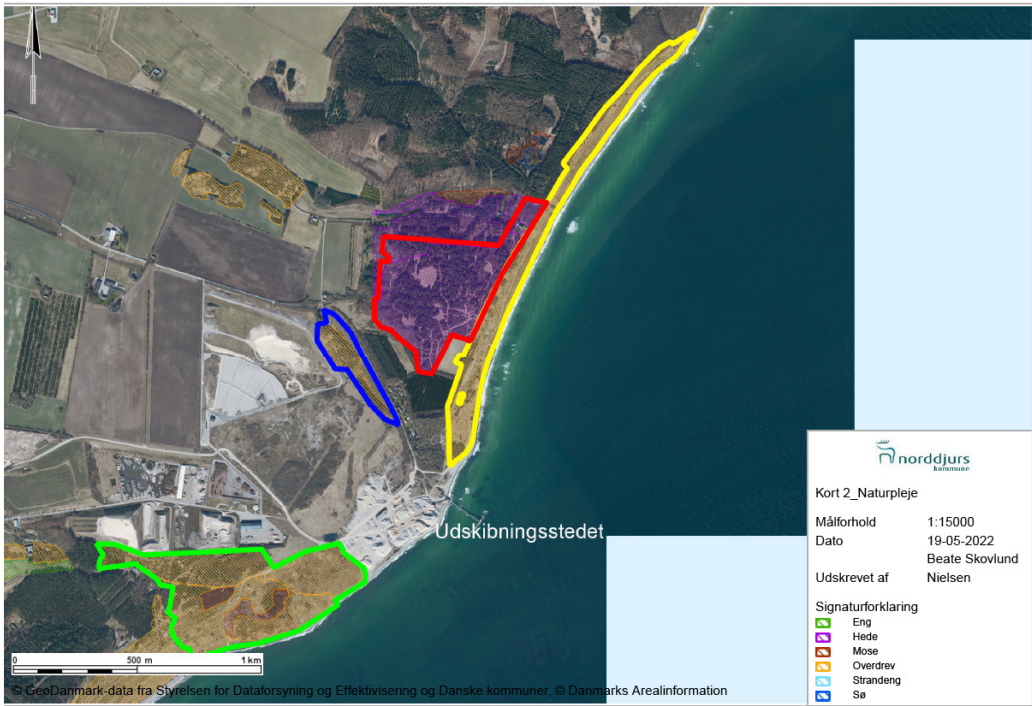 Udskibningsstedet
norddjurs
kommune
Kort 2_Naturpleje
Målforhold 1:15000
Dato 19-05-2022
Udskrevet af Beate Skovlund Nielsen
Signaturforklaring
Eng
Hede
Mose
Overdrev
Strandeng
Sø
0 500 m 1 km
© GeoDanmark-data fra Styrelsen for Dataforsyning og Effektivisering og Danske kommuner, © Danmarks Arealinformation